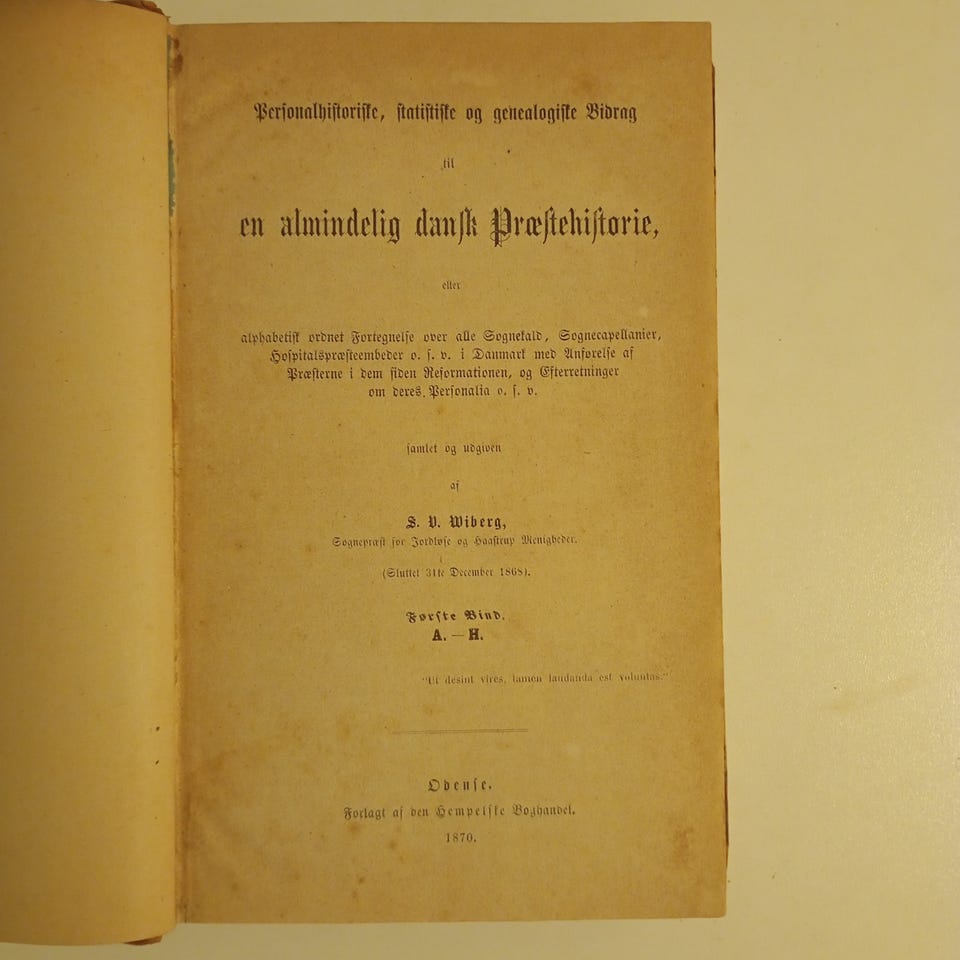 Personalhistoriske, statistiske og genealogiske Bidrag
til
en almindelig dansk Præstehistorie,
eller
alphabetisk ordnet Fortegnelse over alle Sognekald, Sognecapellanier,
Hospitalspræsteembeder o. s. v. i Danmark med Anførelse af
Præsterne i dem siden Reformationen, og Efterretninger
om deres Personalia o. s. v.
samlet og udgiven
af
S. V. Wiberg,
Sognepræst for Jordløse og Haastrup Menigheder.
(Sluttet 31te December 1868).
Første Bind.
A. — H.
"Ut desint vires, tamen laudanda est voluntas."
Odense.
Forlagt af den Hempelske Boghandel.
1870.